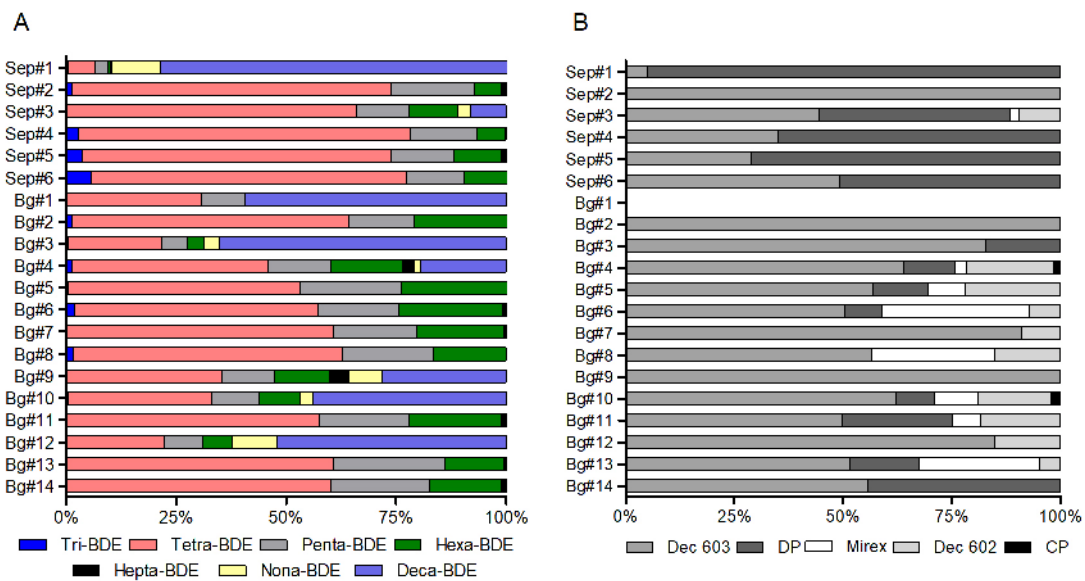 A
Sep#1
Sep#2
Sep#3
Sep#4
Sep#5
Sep#6
Bg#1
Bg#2
Bg#3
Bg#4
Bg#5
Bg#6
Bg#7
Bg#8
Bg#9
Bg#10
Bg#11
Bg#12
Bg#13
Bg#14
0% 25% 50% 75% 100%
Tri-BDE Tetra-BDE Penta-BDE Hexa-BDE
Hepta-BDE Nona-BDE Deca-BDE
B
Sep#1
Sep#2
Sep#3
Sep#4
Sep#5
Sep#6
Bg#1
Bg#2
Bg#3
Bg#4
Bg#5
Bg#6
Bg#7
Bg#8
Bg#9
Bg#10
Bg#11
Bg#12
Bg#13
Bg#14
0% 25% 50% 75% 100%
Dec 603 DP Mirex Dec 602 CP